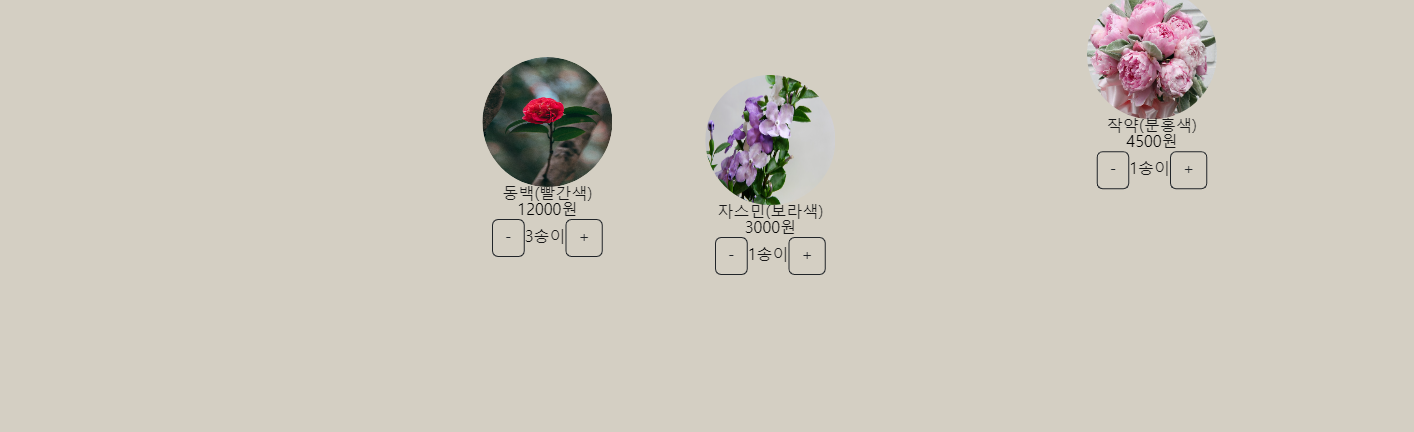 동백(빨간색)
12000원
- 3송이 +
자스민(보라색)
3000원
- 1송이 +
작약(분홍색)
4500원
- 1송이 +